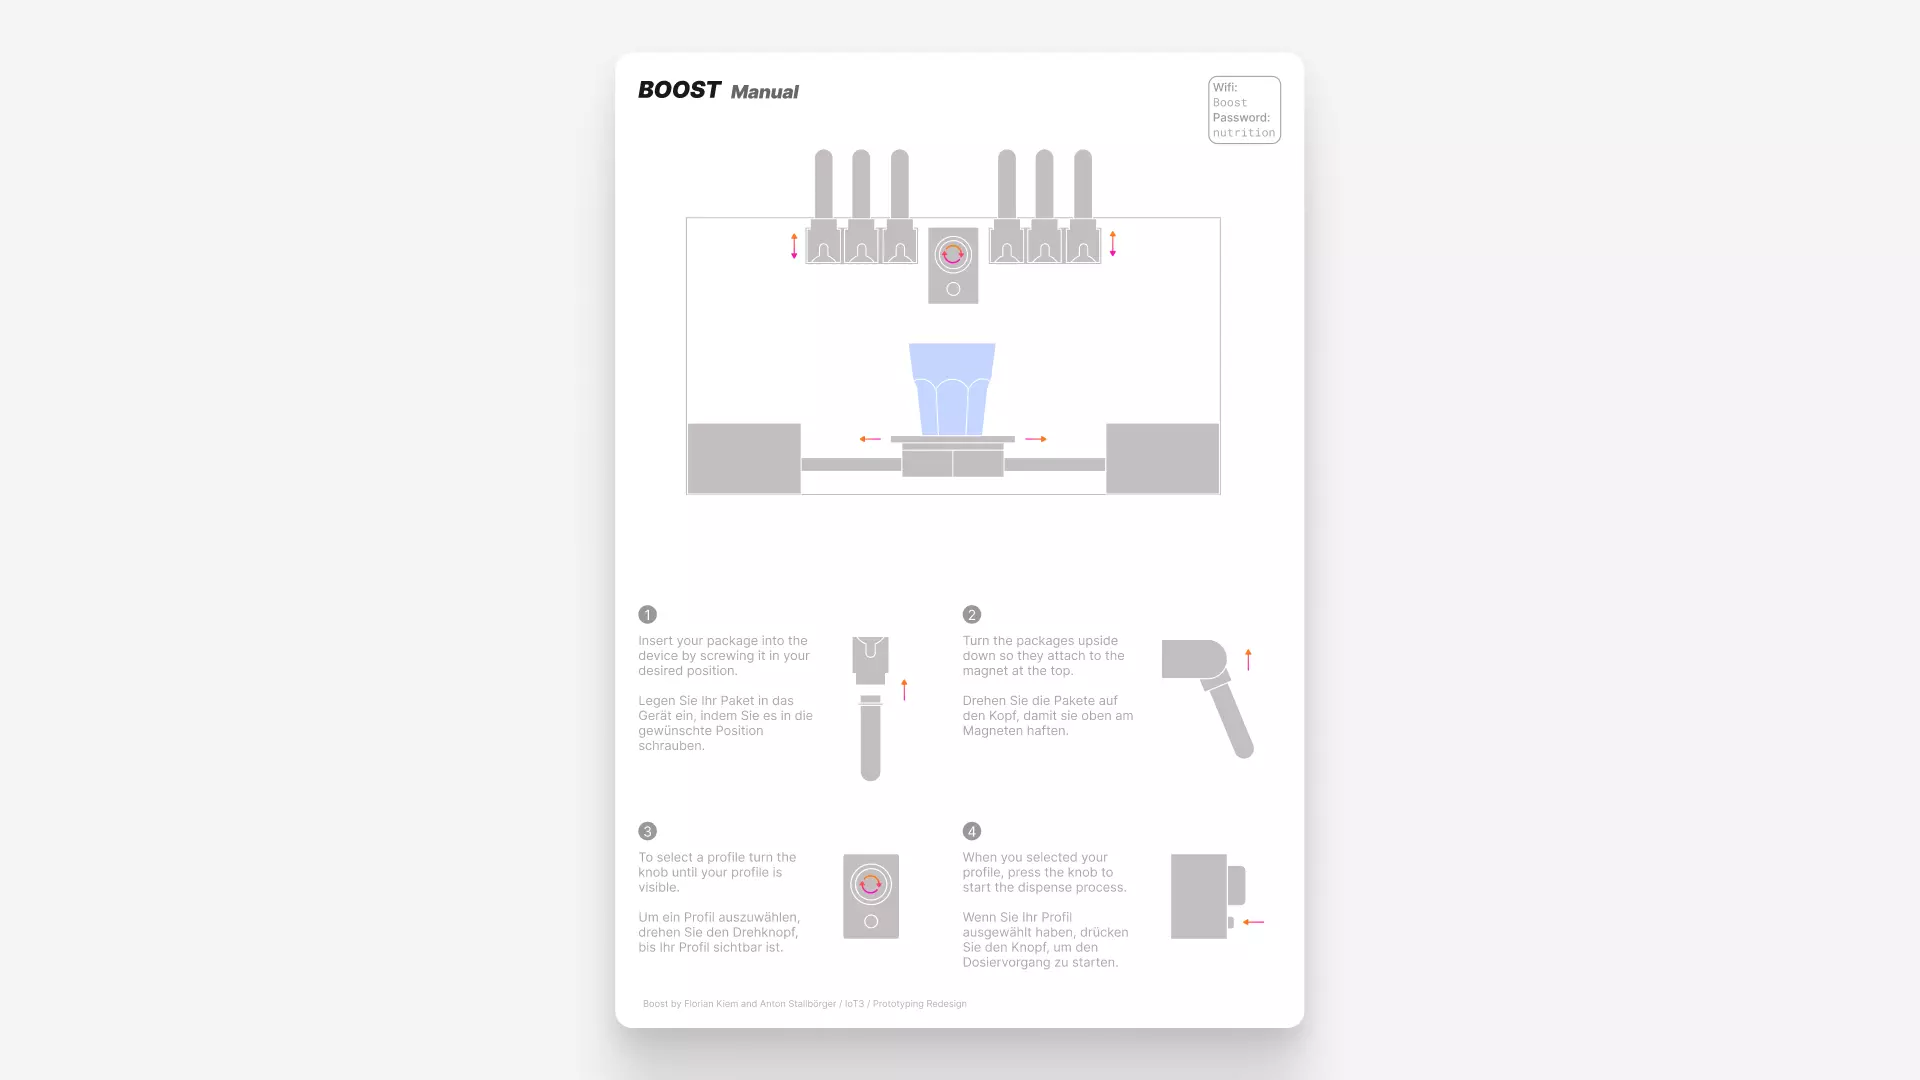 BOOST Manual
Wifi:
Boost
Password:
nutrition
1
Insert your package into the
device by screwing it in your
desired position.
Legen Sie Ihr Paket in das
Gerät ein, indem Sie es in die
gewünschte Position
schrauben.
2
Turn the packages upside
down so they attach to the
magnet at the top.
Drehen Sie die Pakete auf
den Kopf, damit sie oben am
Magneten haften.
3
To select a profile turn the
knob until your profile is
visible.
Um ein Profil auszuwählen,
drehen Sie den Drehknopf,
bis Ihr Profil sichtbar ist.
4
When you selected your
profile, press the knob to
start the dispense process.
Wenn Sie Ihr Profil
ausgewählt haben, drücken
Sie den Knopf, um den
Dosiervorgang zu starten.
Boost by Florian Kiem and Anton Stallbörger / IoT3 / Prototyping Redesign